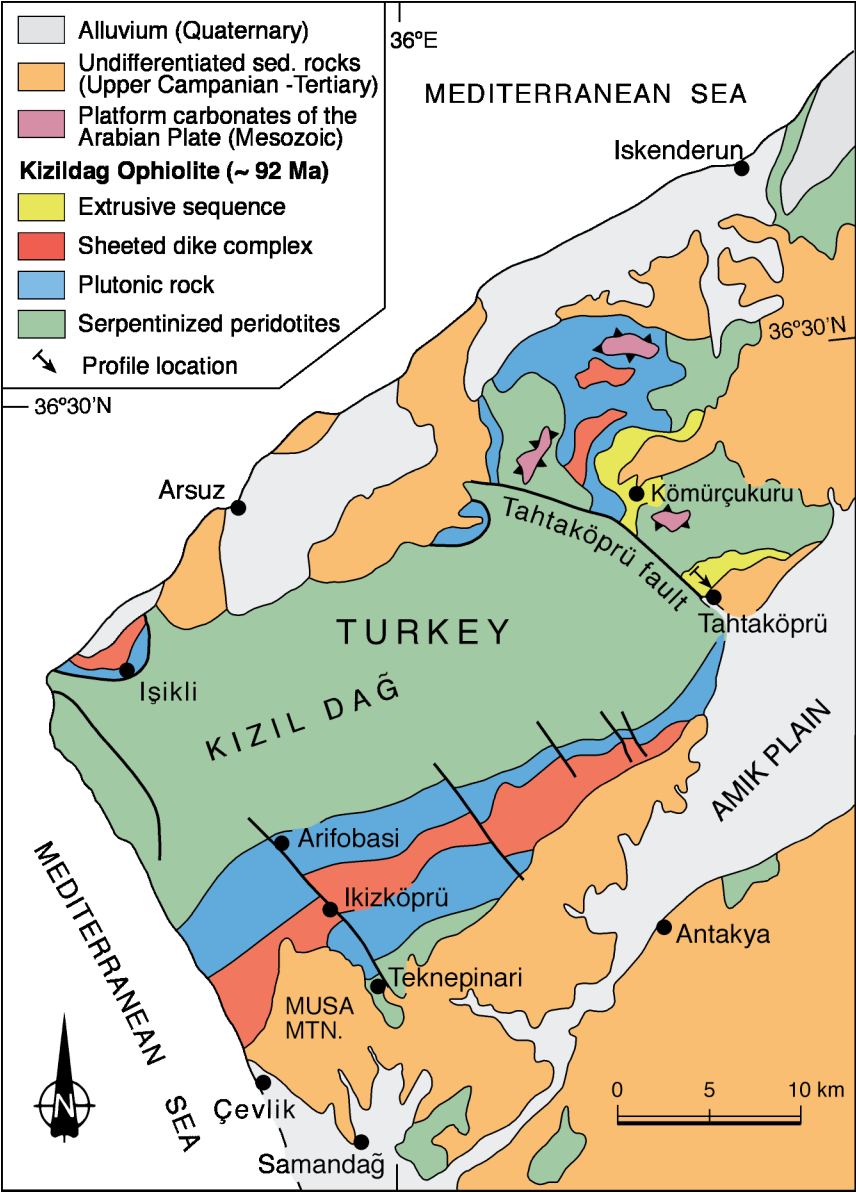 Alluvium (Quaternary)
Undifferentiated sed. rocks
(Upper Campanian -Tertiary)
Platform carbonates of the
Arabian Plate (Mesozoic)
Kizildag Ophiolite (~ 92 Ma)
Extrusive sequence
Sheeted dike complex
Plutonic rock
Serpentinized peridotites
Profile location
36ºE
MEDITERRANEAN SEA
Iskenderun
36º30'N
36º30'N
Arsuz
Kömürçukuru
Tahtaköprü fault
Tahtaköprü
TURKEY
Işikli
KIZIL DAG̃
AMIK PLAIN
Arifobasi
MEDITERRANEAN SEA
Ikizköprü
Antakya
Teknepinari
MUSA
MTN.
N
Çevlik
Samandag̃
0 5 10 km